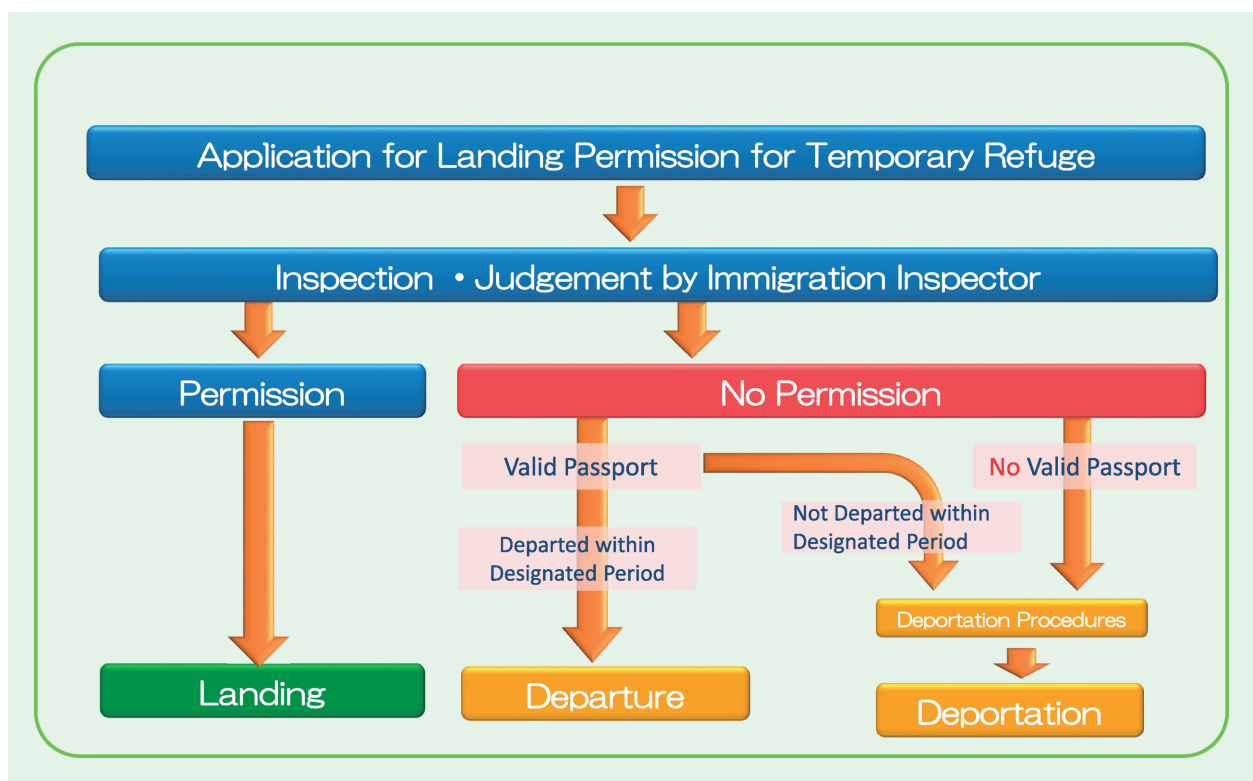 Application for Landing Permission for Temporary Refuge
Inspection ・Judgement by Immigration Inspector
Permission
No Permission
Valid Passport
No Valid Passport
Not Departed within
Designated Period
Departed within
Designated Period
Deportation Procedures
Landing
Departure
Deportation